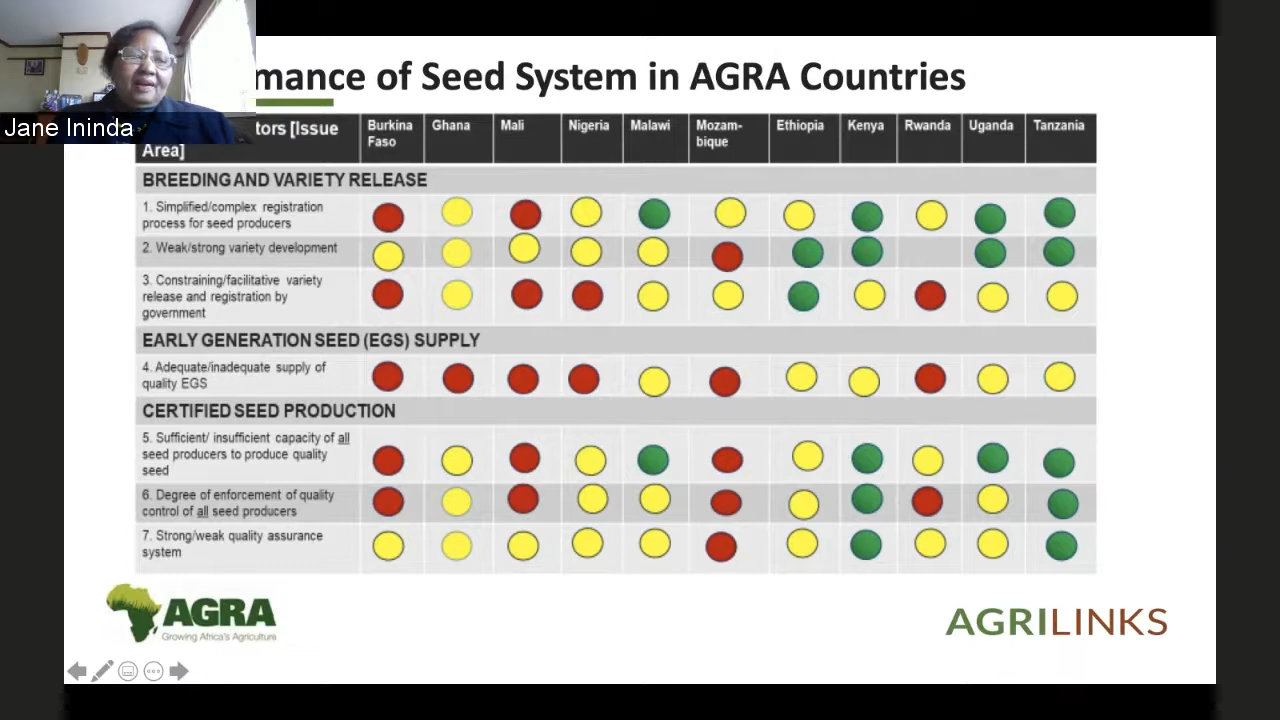 mance of Seed System in AGRA Countries
Jane Ininda
tors [Issue
Area]
Burkina
Faso
Ghana
Mali
Nigeria
Malawi
Mozam-
bique
Ethiopia
Kenya
Rwanda
Uganda
Tanzania
BREEDING AND VARIETY RELEASE
1. Simplified/complex registration
process for seed producers
2. Weak/strong variety development
3. Constraining/facilitative variety
release and registration by
government
EARLY GENERATION SEED (EGS) SUPPLY
4. Adequate/inadequate supply of
quality EGS
CERTIFIED SEED PRODUCTION
5. Sufficient/ insufficient capacity of all
seed producers to produce quality
seed
6. Degree of enforcement of quality
control of all seed producers
7. Strong/weak quality assurance
system
AGRA
Growing Africa's Agriculture
AGRILINKS